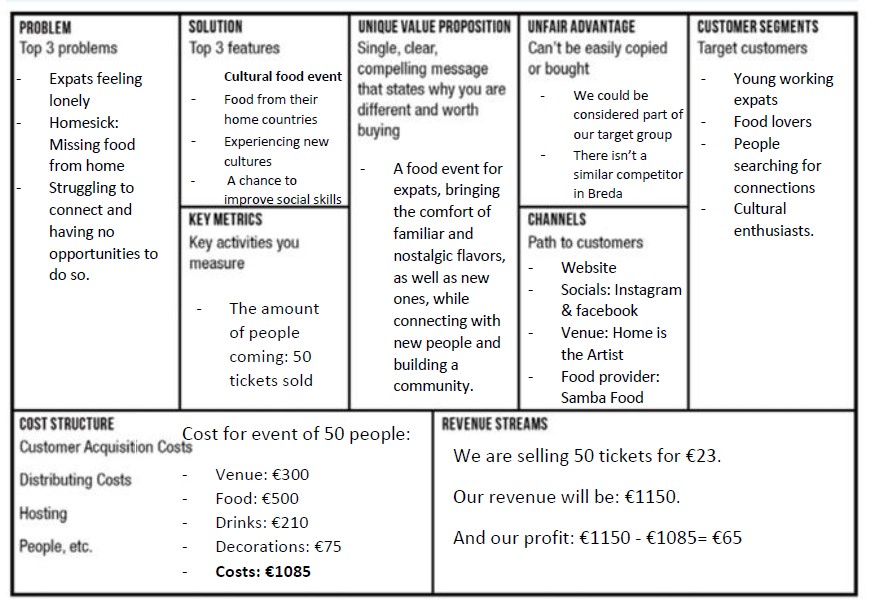 PROBLEM
Top 3 problems
- Expats feeling
lonely
- Homesick:
Missing food
from home
- Struggling to
connect and
having no
opportunities to
do so.
SOLUTION
Top 3 features
Cultural food event
- Food from their
home countries
- Experiencing new
cultures
- A chance to
improve social skills
KEY METRICS
Key activities you
measure
- The amount
of people
coming: 50
tickets sold
UNIQUE VALUE PROPOSITION
Single, clear,
compelling message
that states why you are
different and worth
buying
- A food event for
expats, bringing
the comfort of
familiar and
nostalgic flavors,
as well as new
ones, while
connecting with
new people and
building a
community.
UNFAIR ADVANTAGE
Can't be easily copied
or bought
- We could be
considered part of
our target group
- There isn't a
similar competitor
in Breda
CHANNELS
Path to customers
- Website
- Socials: Instagram
& facebook
- Venue: Home is
the Artist
- Food provider:
Samba Food
CUSTOMER SEGMENTS
Target customers
- Young working
expats
- Food lovers
- People
searching for
connections
- Cultural
enthusiasts.
COST STRUCTURE
Customer Acquisition Costs
Distributing Costs
Hosting
People, etc.
Cost for event of 50 people:
- Venue: €300
- Food: €500
- Drinks: €210
- Decorations: €75
- Costs: €1085
REVENUE STREAMS
We are selling 50 tickets for €23.
Our revenue will be: €1150.
And our profit: €1150 - €1085= €65